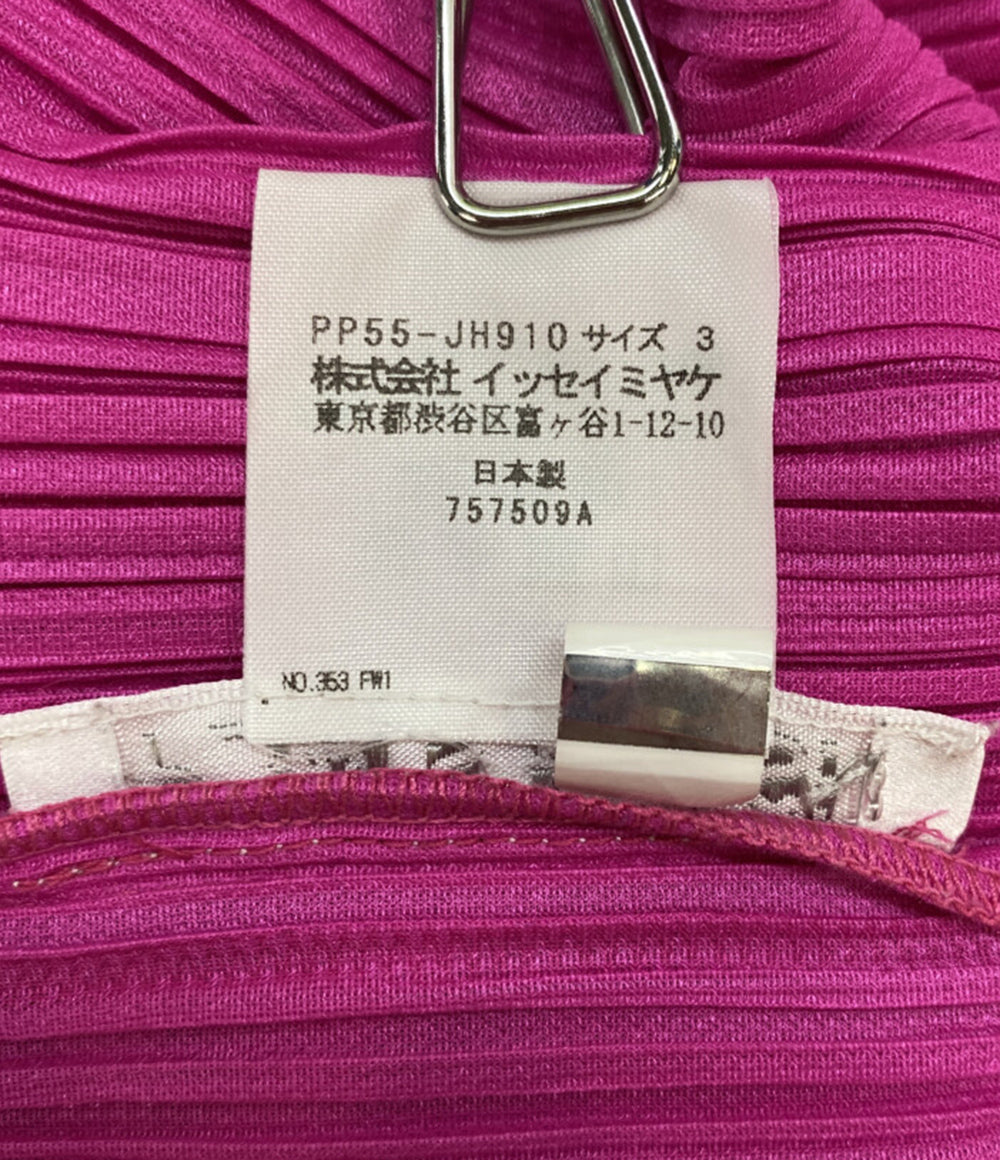 PP55-JH910 サイズ 3
株式会社 イッセイミヤケ
東京都渋谷区富ヶ谷1-12-10
日本製
757509A
NO.353 FW1